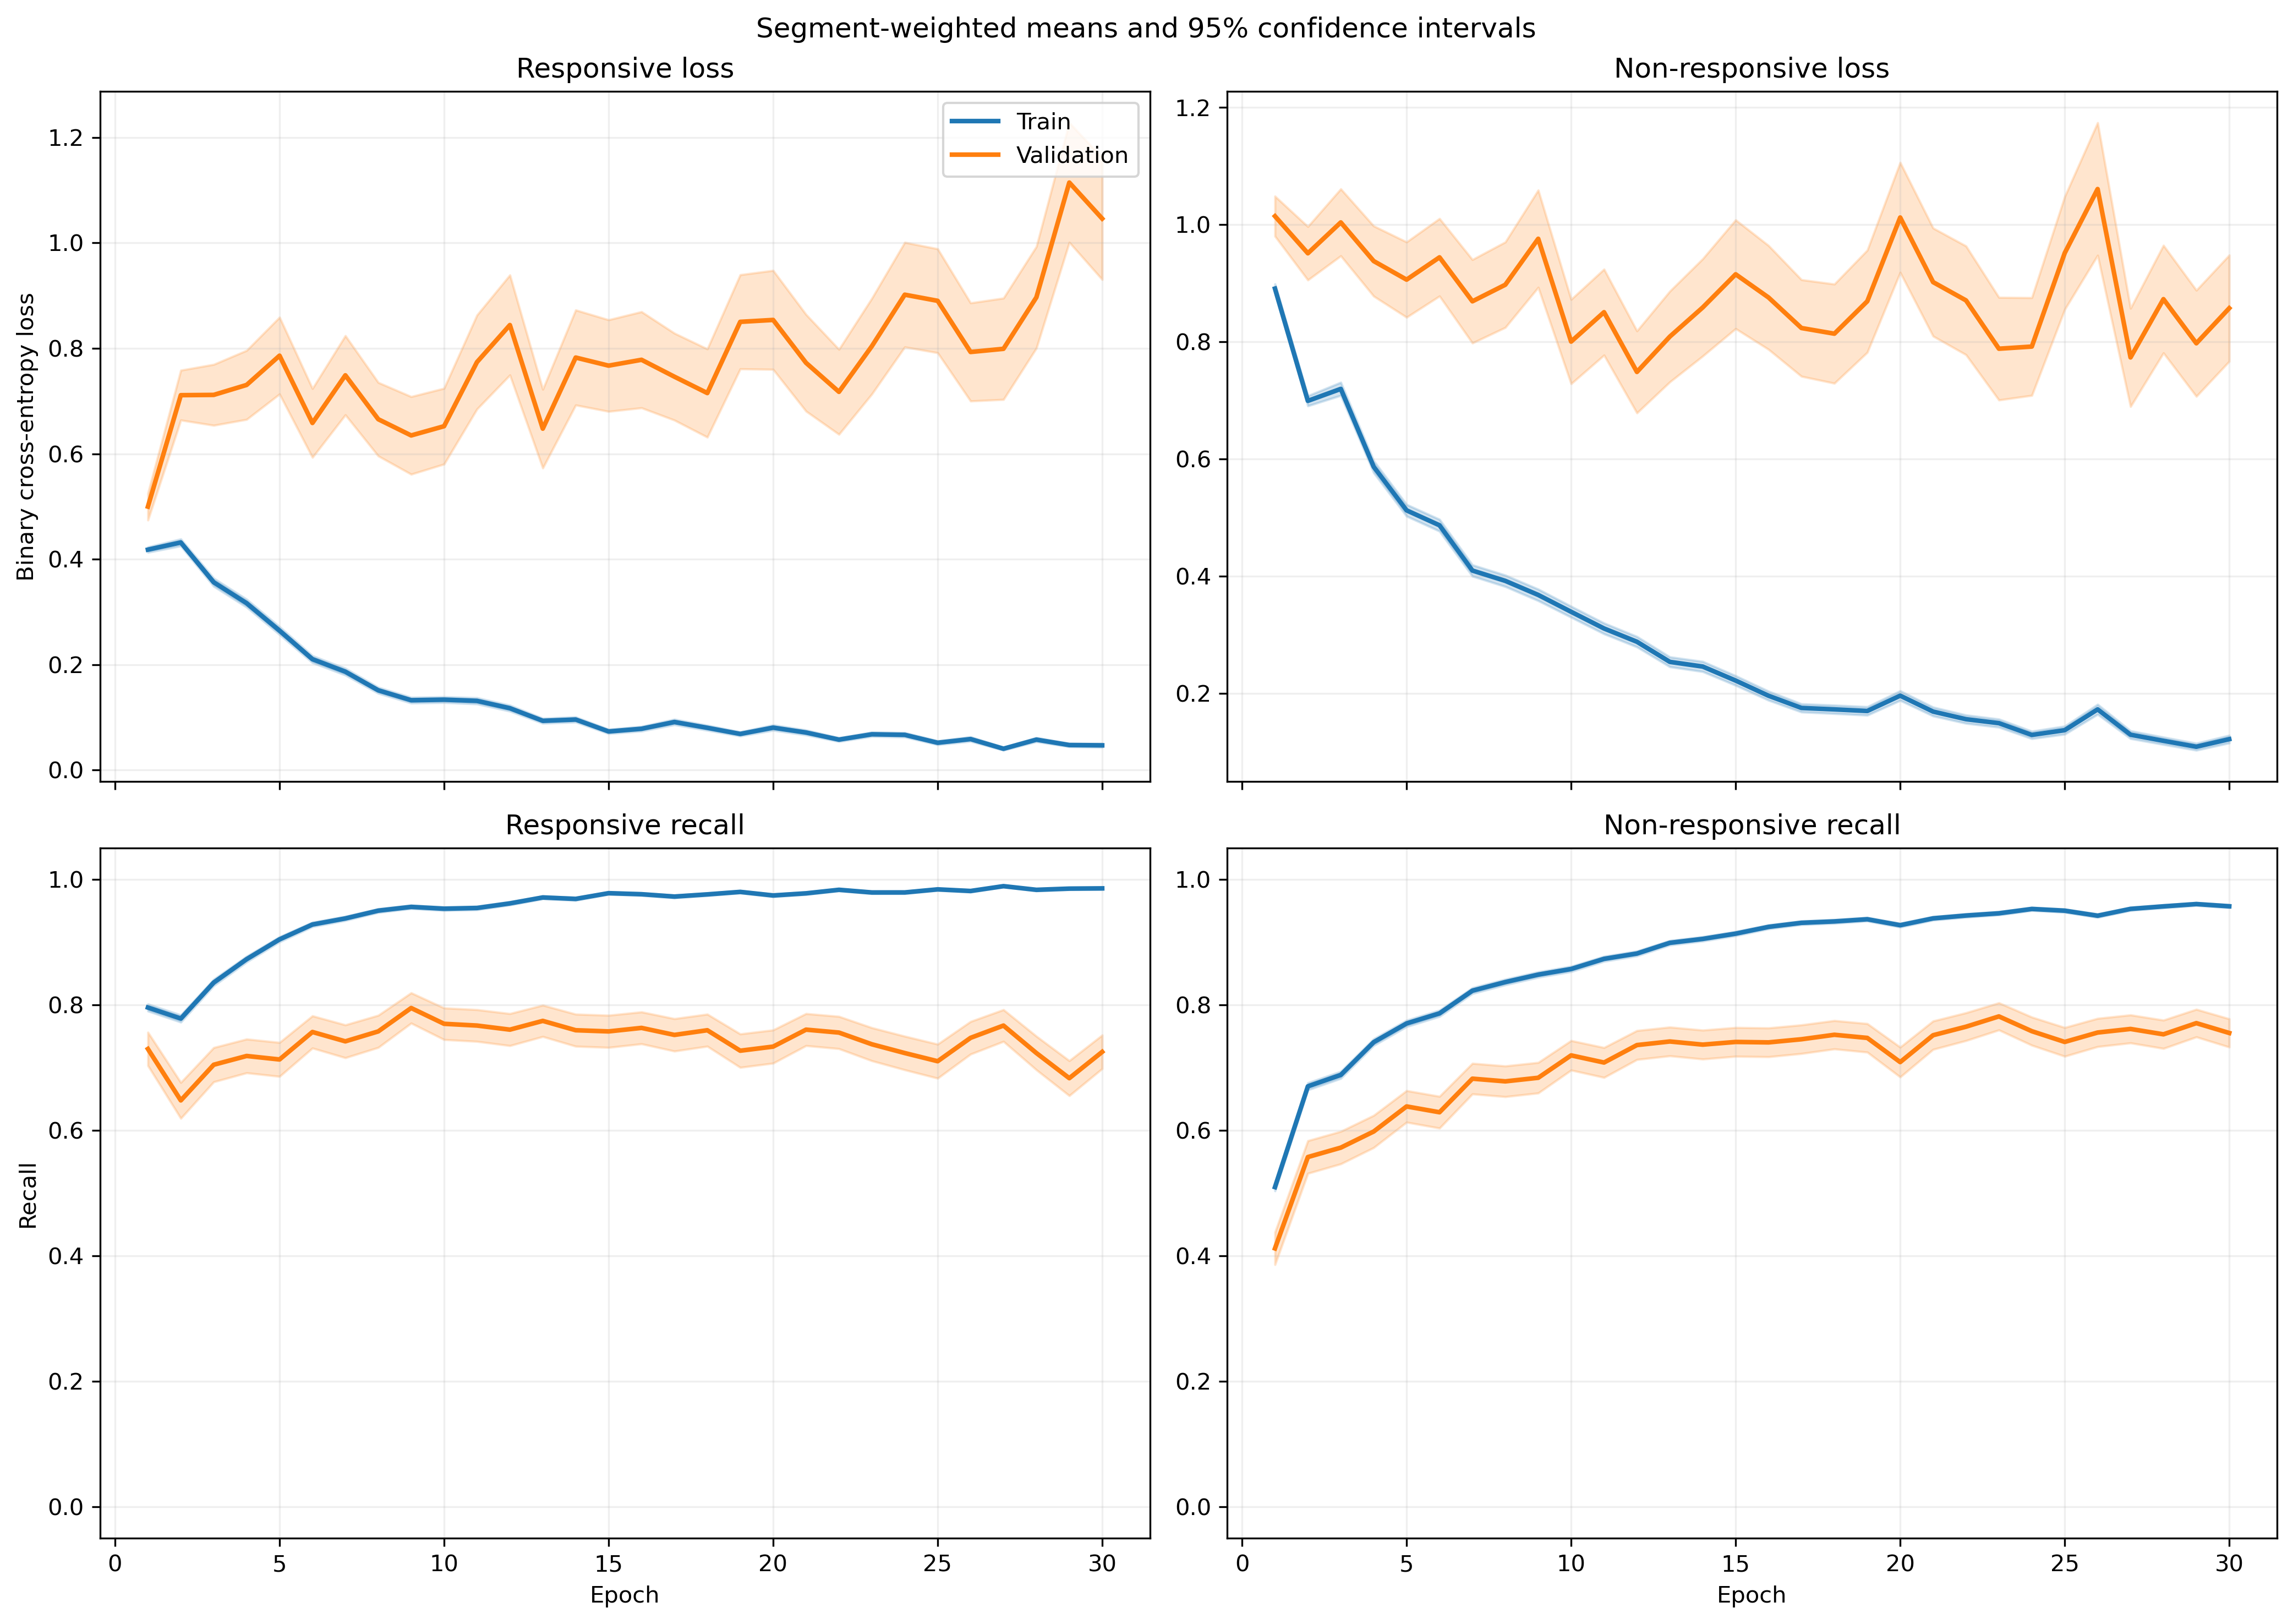 Segment-weighted means and 95% confidence intervals
Responsive loss
Non-responsive loss
Train
Validation
Binary cross-entropy loss
1.2
1.0
0.8
0.6
0.4
0.2
0.0
1.2
1.0
0.8
0.6
0.4
0.2
Responsive recall
Non-responsive recall
Recall
1.0
0.8
0.6
0.4
0.2
0.0
0 5 10 15 20 25 30
Epoch
1.0
0.8
0.6
0.4
0.2
0.0
0 5 10 15 20 25 30
Epoch